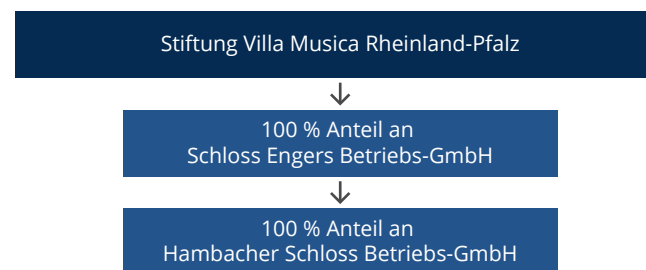 Stiftung Villa Musica Rheinland-Pfalz
100 % Anteil an
Schloss Engers Betriebs-GmbH
100 % Anteil an
Hambacher Schloss Betriebs-GmbH